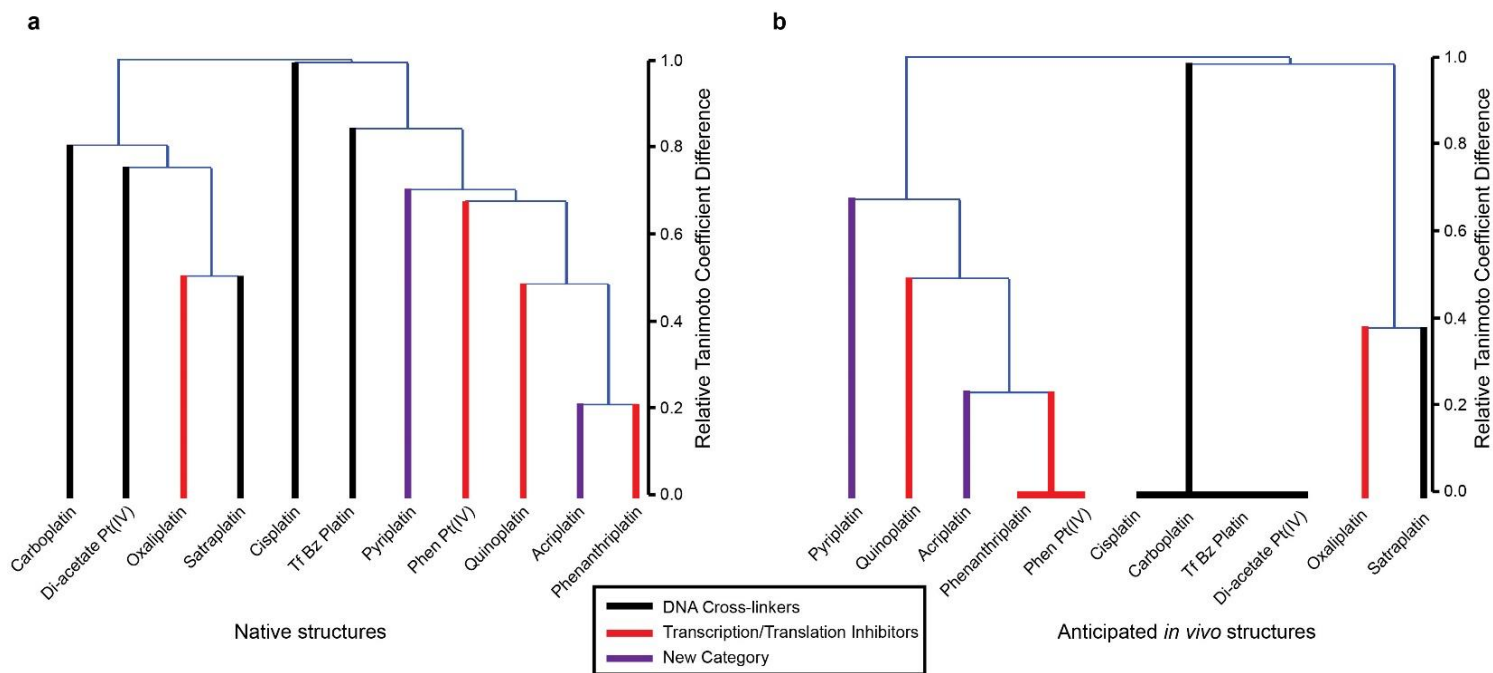 a
b
1.0
0.8
0.6
0.4
0.2
0.0
Relative Tanimoto Coefficient Difference
Carboplatin
Di-acetate Pt(IV)
Oxaliplatin
Satraplatin
Cisplatin
Tf Bz Platin
Pyriplatin
Phen Pt(IV)
Quinoplatin
Acriplatin
Phenanthriplatin
Native structures
1.0
0.8
0.6
0.4
0.2
0.0
Relative Tanimoto Coefficient Difference
Pyriplatin
Quinoplatin
Acriplatin
Phenanthriplatin
Phen Pt(IV)
Cisplatin
Carboplatin
Tf Bz Platin
Di-acetate Pt(IV)
Oxaliplatin
Satraplatin
Anticipated in vivo structures
DNA Cross-linkers
Transcription/Translation Inhibitors
New Category